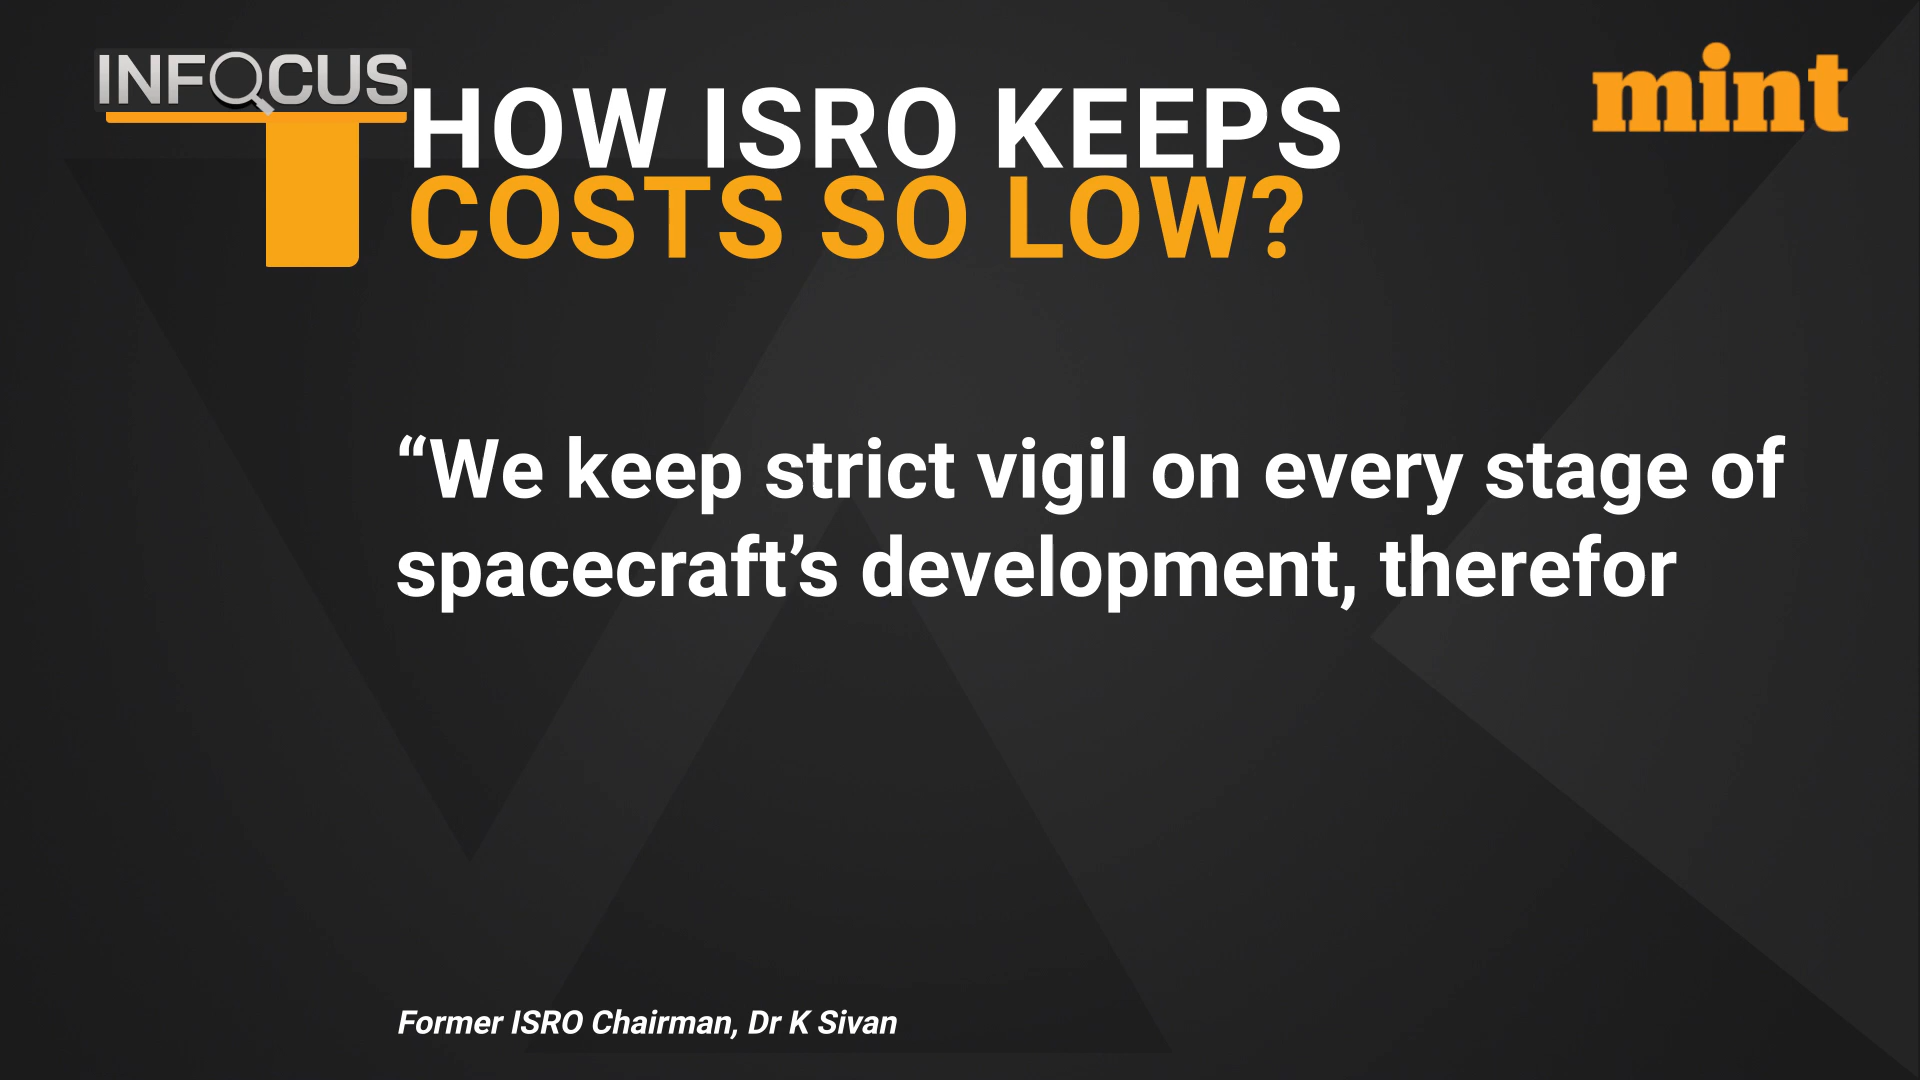 INFOCUS
mint
HOW ISRO KEEPS
COSTS SO LOW?
“We keep strict vigil on every stage of
spacecraft’s development, therefor
Former ISRO Chairman, Dr K Sivan